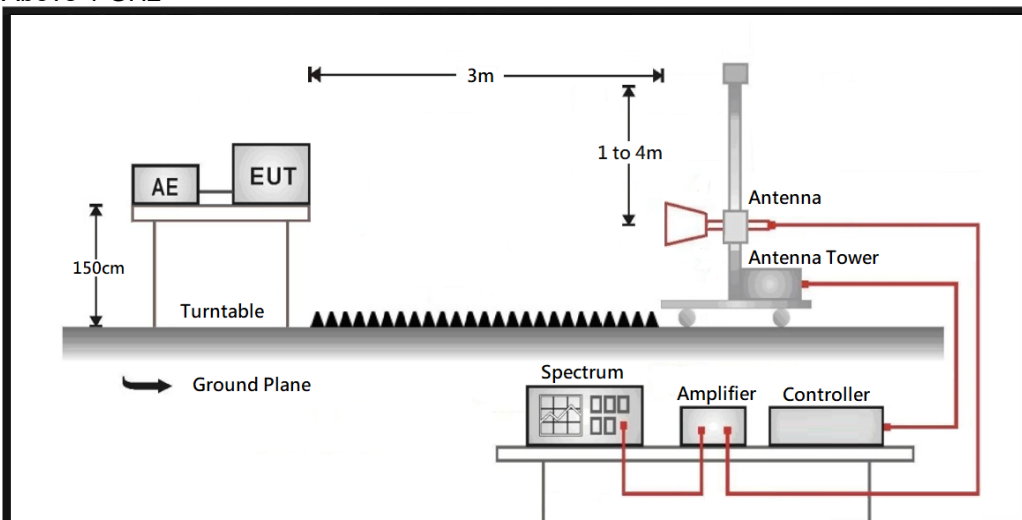 3m
1 to 4m
AE
EUT
Antenna
150cm
Antenna Tower
Turntable
Ground Plane
Spectrum
Amplifier
Controller